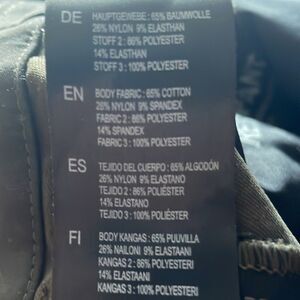 DE
HAUPTGEWEBE : 65% BAUMWOLLE
26% NYLON 9% ELASTHAN
STOFF 2 : 86% POLYESTER
14% ELASTHAN
STOFF 3 : 100% POLYESTER
EN
BODY FABRIC : 65% COTTON
26% NYLON 9% SPANDEX
FABRIC 2 : 86% POLYESTER
14% SPANDEX
FABRIC 3 : 100% POLYESTER
ES
TEJIDO DEL CUERPO : 65% ALGODÓN
26% NYLON 9% ELASTANO
TEJIDO 2 : 86% POLIÉSTER
14% ELASTANO
TEJIDO 3 : 100% POLIÉSTER
FI
BODY KANGAS : 65% PUUVILLA
26% NAILONI 9% ELASTAANI
KANGAS 2 : 86% POLYESTERI
14% ELASTAANI
KANGAS 3 : 100% POLYESTERI